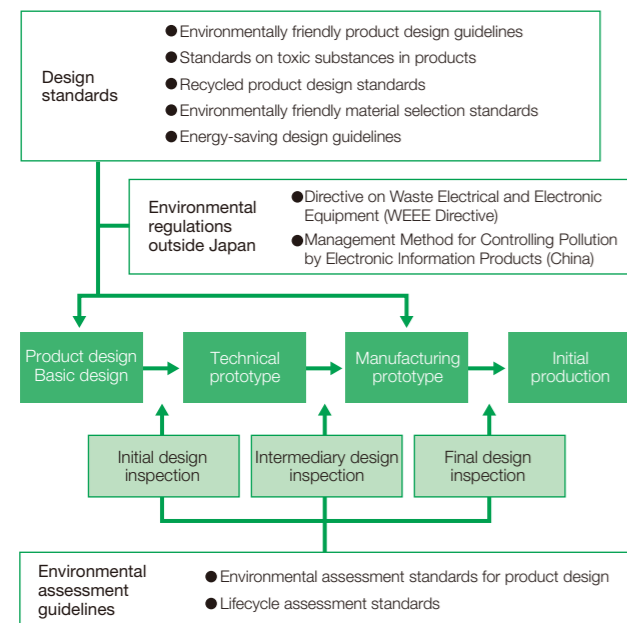 Design
standards
●Environmentally friendly product design guidelines
●Standards on toxic substances in products
●Recycled product design standards
●Environmentally friendly material selection standards
●Energy-saving design guidelines
Environmental
regulations
outside Japan
●Directive on Waste Electrical and Electronic
Equipment (WEEE Directive)
●Management Method for Controlling Pollution
by Electronic Information Products (China)
Product design
Basic design
Technical
prototype
Manufacturing
prototype
Initial
production
Initial design
inspection
Intermediary design
inspection
Final design
inspection
Environmental
assessment
guidelines
●Environmental assessment standards for product design
●Lifecycle assessment standards